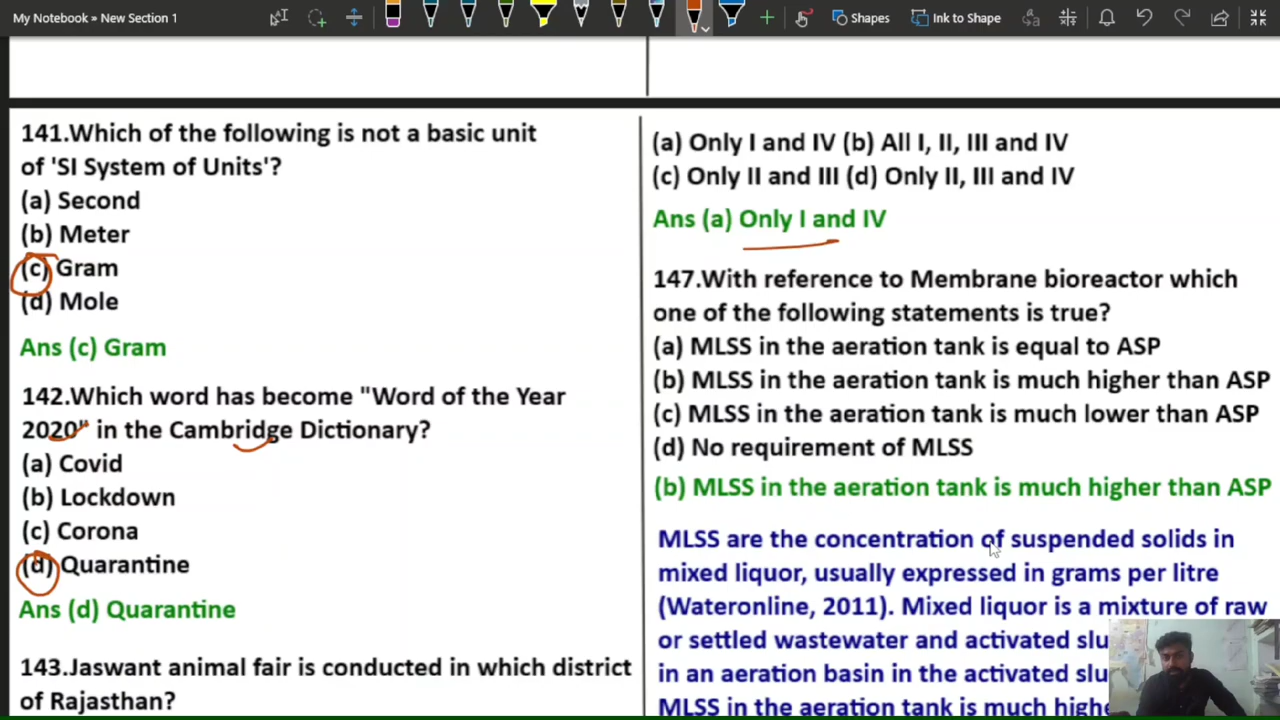 My Notebook » New Section 1
Shapes
Ink to Shape
141.Which of the following is not a basic unit
of 'SI System of Units'?
(a) Second
(b) Meter
(c) Gram
(d) Mole
Ans (c) Gram
142.Which word has become "Word of the Year
2020" in the Cambridge Dictionary?
(a) Covid
(b) Lockdown
(c) Corona
(d) Quarantine
Ans (d) Quarantine
143.Jaswant animal fair is conducted in which district
of Rajasthan?
(a) Only I and IV (b) All I, II, III and IV
(c) Only II and III (d) Only II, III and IV
Ans (a) Only I and IV
147.With reference to Membrane bioreactor which
one of the following statements is true?
(a) MLSS in the aeration tank is equal to ASP
(b) MLSS in the aeration tank is much higher than ASP
(c) MLSS in the aeration tank is much lower than ASP
(d) No requirement of MLSS
(b) MLSS in the aeration tank is much higher than ASP
MLSS are the concentration of suspended solids in
mixed liquor, usually expressed in grams per litre
(Wateronline, 2011). Mixed liquor is a mixture of raw
or settled wastewater and activated
in an aeration basin in the activated
MLSS in the aeration tank is much